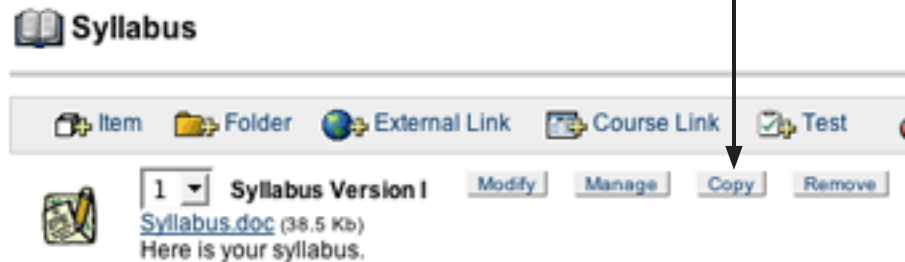 Syllabus
Item Folder External Link Course Link Test
1 Syllabus Version I Modify Manage Copy Remove
Syllabus.doc (38.5 Kb)
Here is your syllabus.